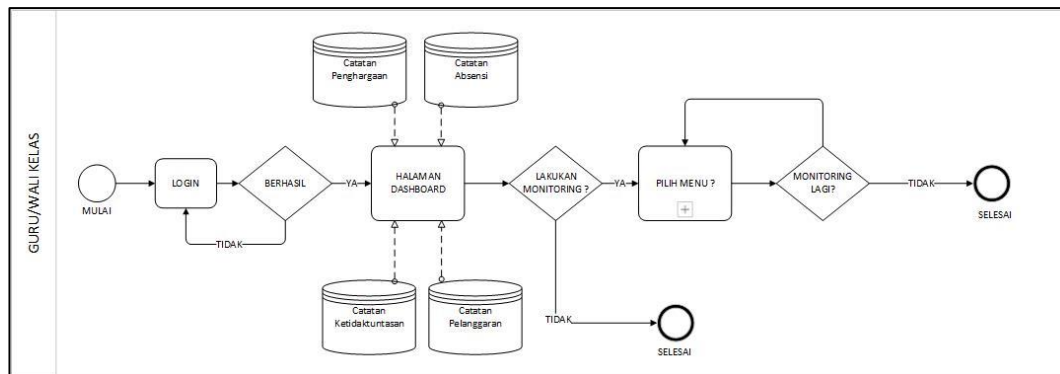 GURU/WALI KELAS
MULAI
LOGIN
BERHASIL
YA
TIDAK
Catatan
Penghargaan
Catatan
Absensi
HALAMAN
DASHBOARD
Catatan
Ketidaktuntasan
Catatan
Pelanggaran
LAKUKAN
MONITORING ?
YA
TIDAK
SELESAI
PILIH MENU ?
MONITORING
LAGI?
TIDAK
SELESAI